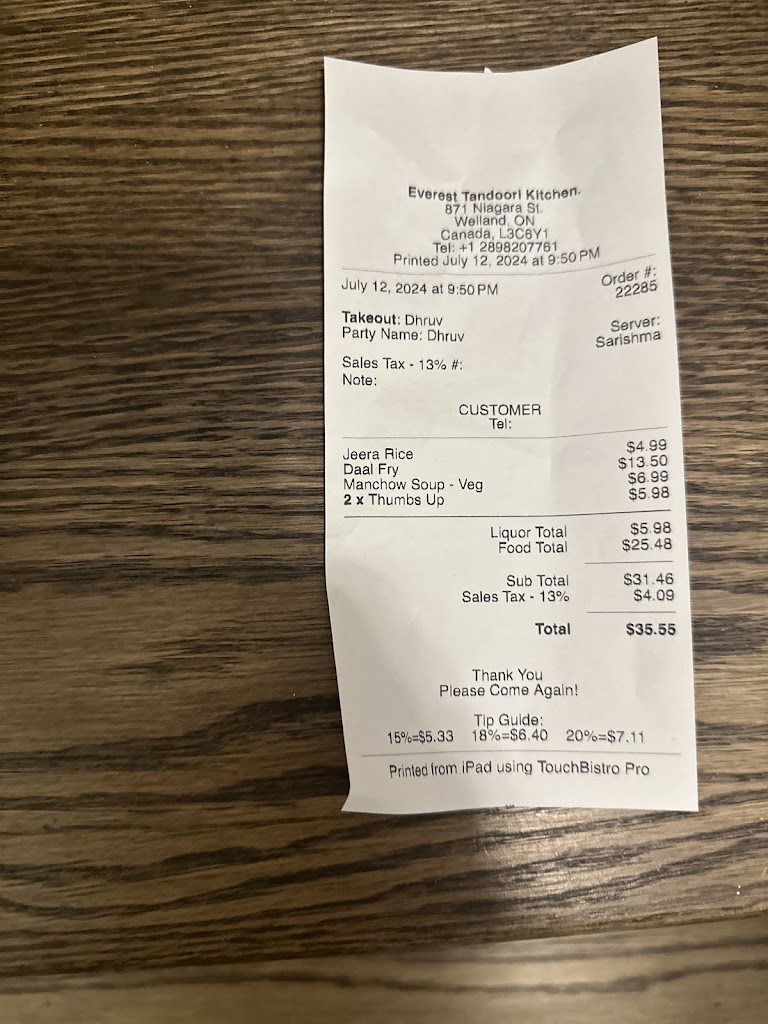 Everest Tandoori Kitchen.
871 Niagara St.
Welland, ON
Canada, L3C6Y1
Tel: +1 2898207761
Printed July 12, 2024 at 9:50 PM
July 12, 2024 at 9:50 PM
Order #:
22285
Takeout: Dhruv
Party Name: Dhruv
Server:
Sarishma
Sales Tax - 13% #:
Note:
CUSTOMER
Tel:
Jeera Rice $4.99
Daal Fry $13.50
Manchow Soup - Veg $6.99
2 x Thumbs Up $5.98
Liquor Total $5.98
Food Total $25.48
Sub Total $31.46
Sales Tax - 13% $4.09
Total $35.55
Thank You
Please Come Again!
Tip Guide:
15%=$5.33 18%=$6.40 20%=$7.11
Printed from iPad using TouchBistro Pro